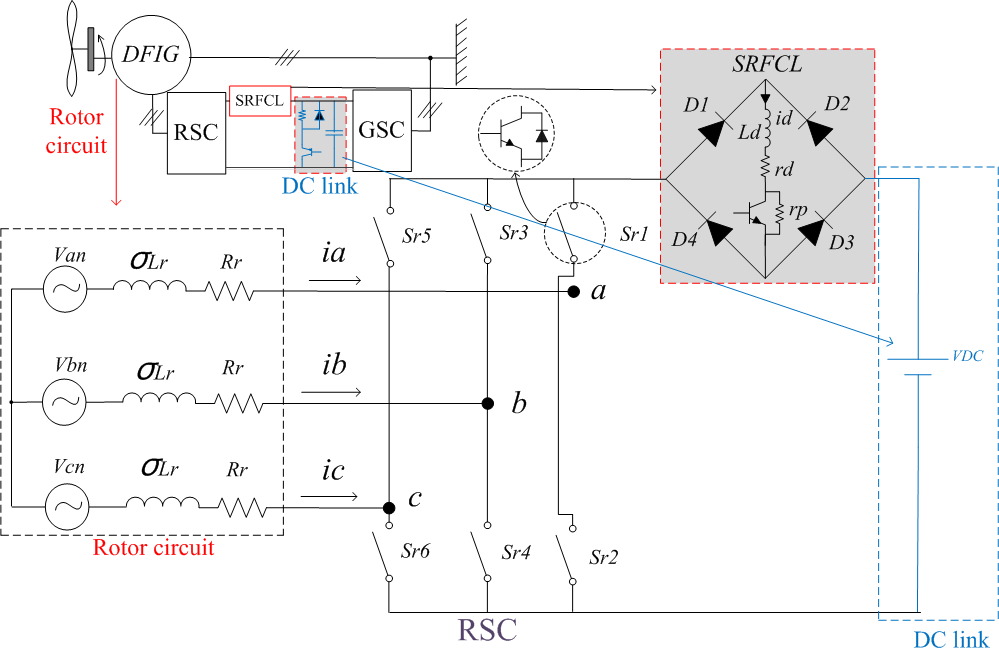 DFIG
SRFCL
D1
D2
id
Ld
rd
rp
D4
D3
Rotor
circuit
RSC
SRFCL
GSC
DC link
Sr5
Sr3
Sr1
Van
σLr
Rr
ia
a
Vbn
σLr
Rr
ib
b
VDC
Vcn
σLr
Rr
ic
c
Rotor circuit
Sr6
Sr4
Sr2
RSC
DC link